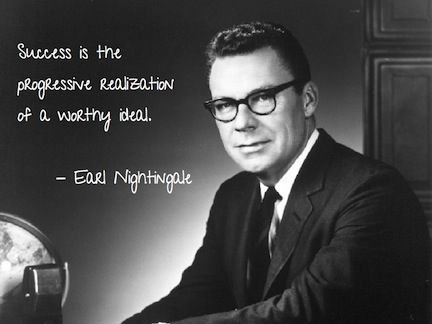 Success is the
progressive realization
of a worthy ideal.
- Earl Nightingale